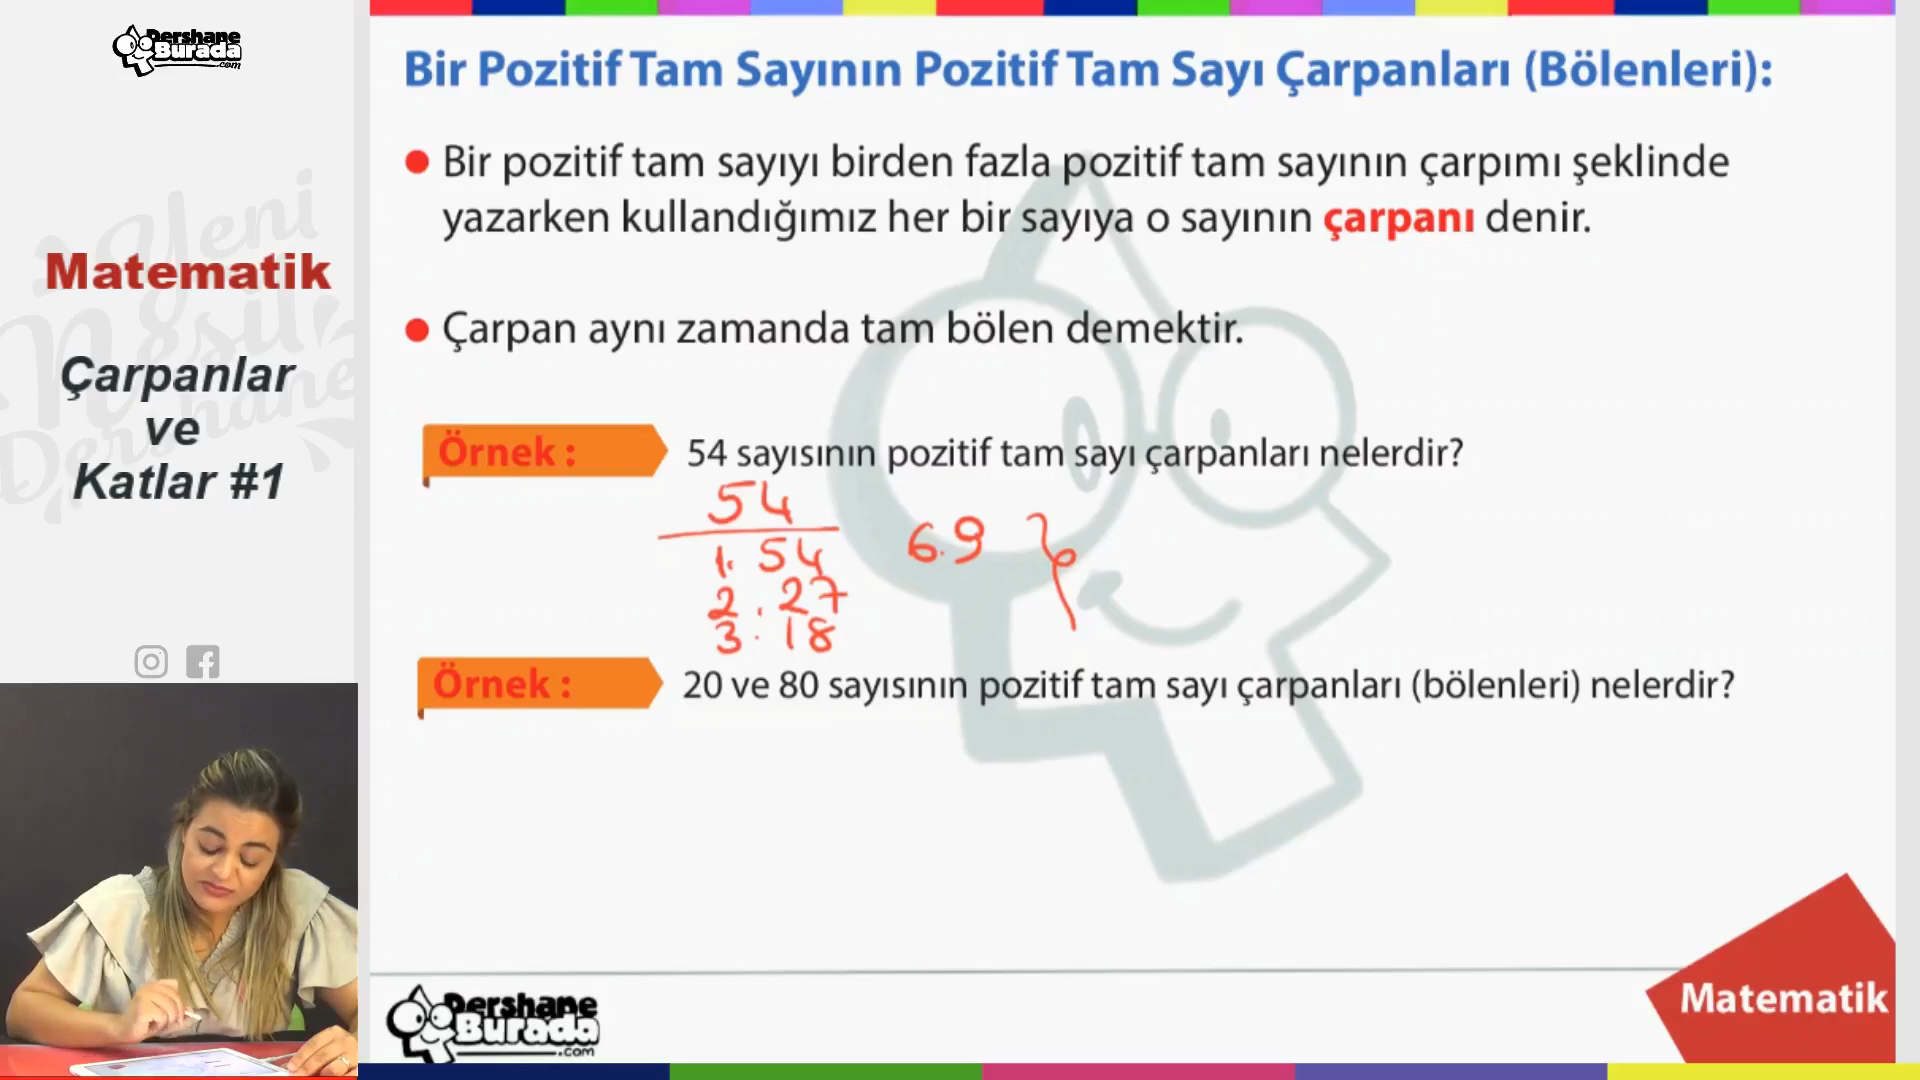 Dershane
Burada
.com
Yeni
Nesil
Dershane
Matematik
Çarpanlar
ve
Katlar #1
Bir Pozitif Tam Sayının Pozitif Tam Sayı Çarpanları (Bölenleri):
Bir pozitif tam sayıyı birden fazla pozitif tam sayının çarpımı şeklinde
yazarken kullandığımız her bir sayıya o sayının çarpanı denir.
Çarpan aynı zamanda tam bölen demektir.
Örnek : 54 sayısının pozitif tam sayı çarpanları nelerdir?
54
1. 54 6.9
2. 27
3. 18
Örnek : 20 ve 80 sayısının pozitif tam sayı çarpanları (bölenleri) nelerdir?
Dershane
Burada
.com
Matematik